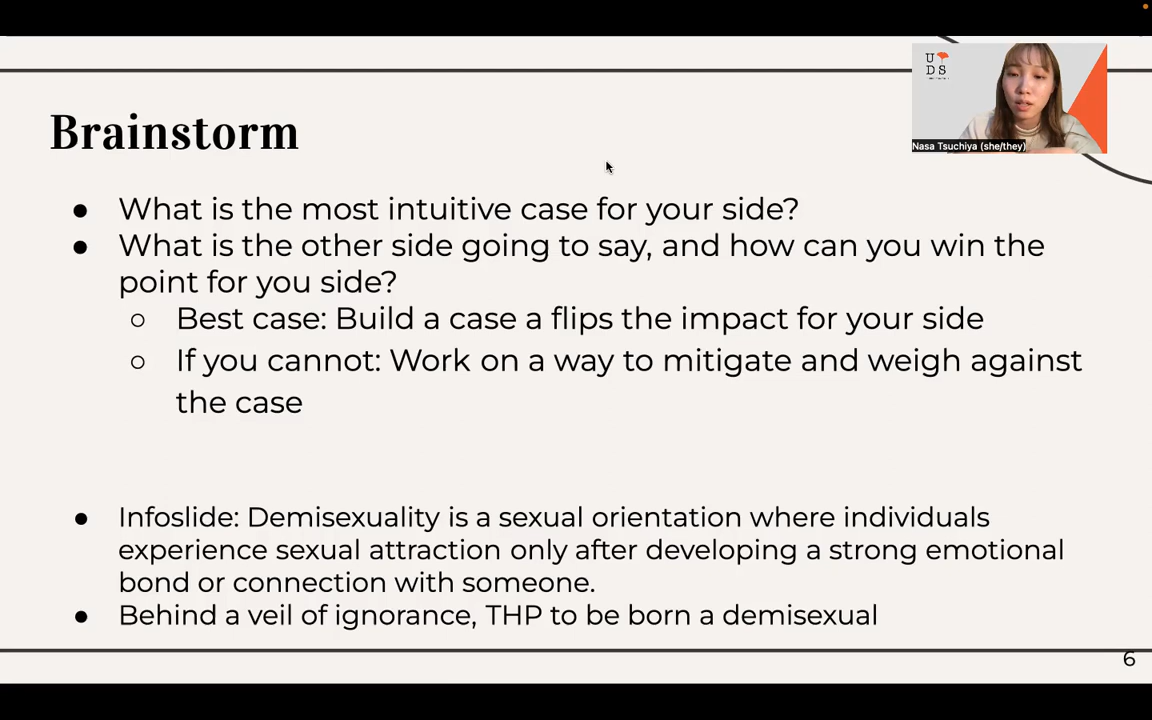 U
DS
Nasa Tsuchiya (she/they)
Brainstorm
● What is the most intuitive case for your side?
● What is the other side going to say, and how can you win the
point for you side?
○ Best case: Build a case a flips the impact for your side
○ If you cannot: Work on a way to mitigate and weigh against
the case
● Infoslide: Demisexuality is a sexual orientation where individuals
experience sexual attraction only after developing a strong emotional
bond or connection with someone.
● Behind a veil of ignorance, THP to be born a demisexual
6